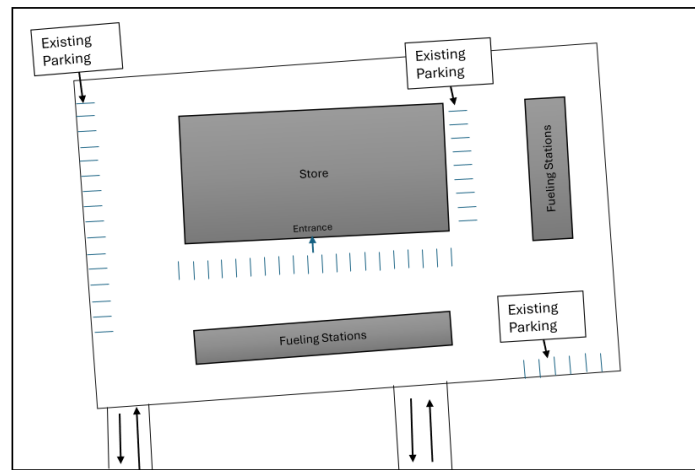 Existing
Parking
Existing
Parking
Store
Entrance
Fueling Stations
Fueling Stations
Existing
Parking